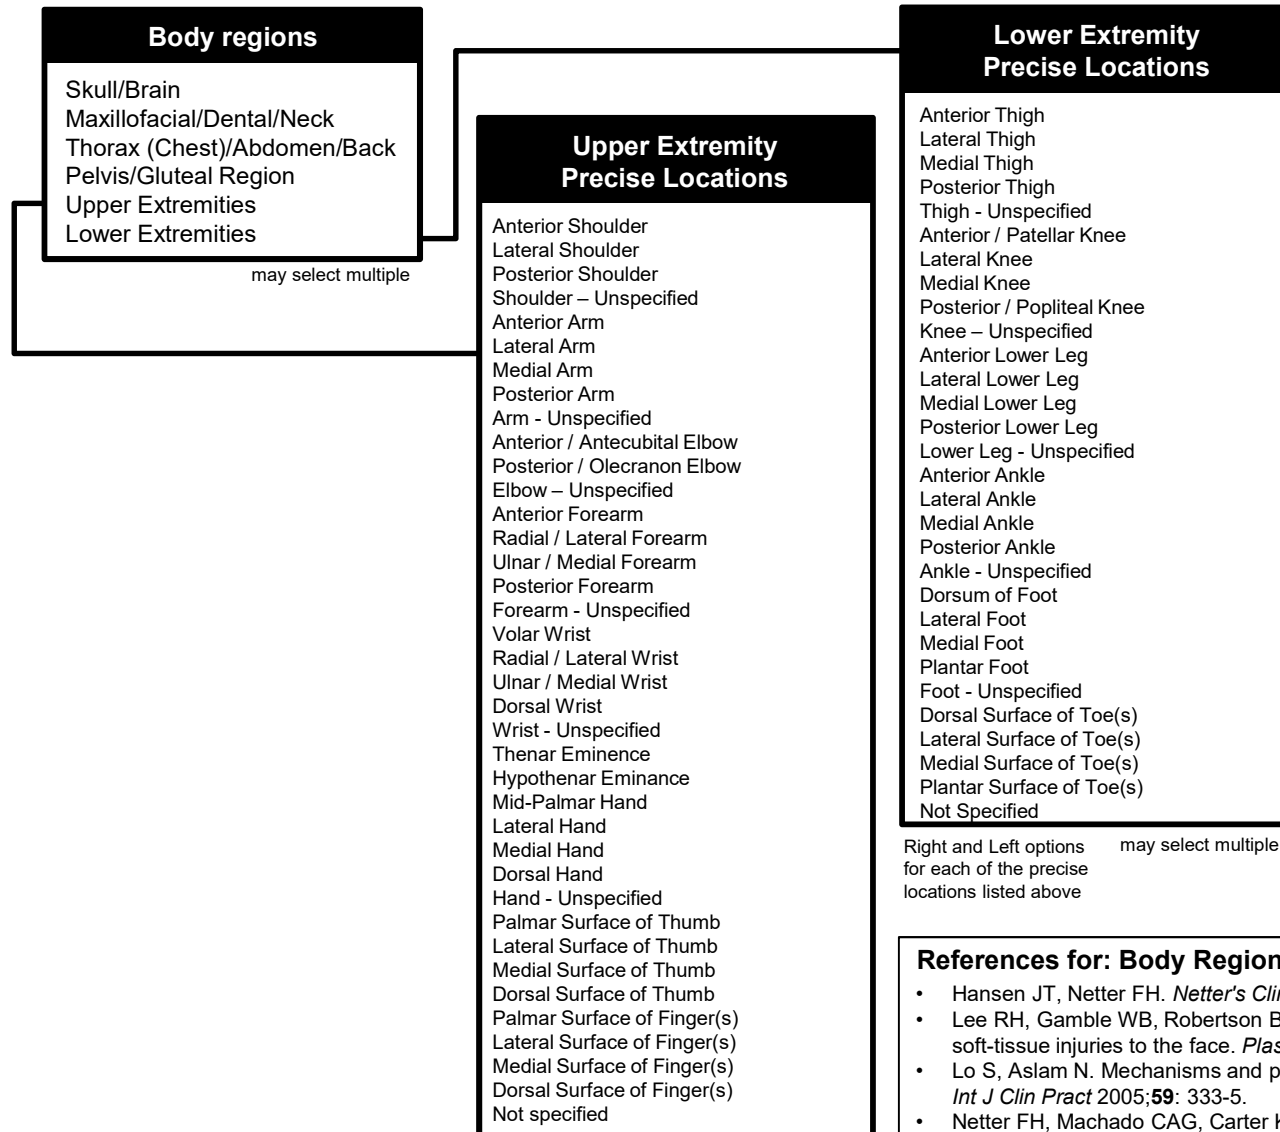 Body regions
Skull/Brain
Maxillofacial/Dental/Neck
Thorax (Chest)/Abdomen/Back
Pelvis/Gluteal Region
Upper Extremities
Lower Extremities
may select multiple
Upper Extremity
Precise Locations
Anterior Shoulder
Lateral Shoulder
Posterior Shoulder
Shoulder – Unspecified
Anterior Arm
Lateral Arm
Medial Arm
Posterior Arm
Arm - Unspecified
Anterior / Antecubital Elbow
Posterior / Olecranon Elbow
Elbow – Unspecified
Anterior Forearm
Radial / Lateral Forearm
Ulnar / Medial Forearm
Posterior Forearm
Forearm - Unspecified
Volar Wrist
Radial / Lateral Wrist
Ulnar / Medial Wrist
Dorsal Wrist
Wrist - Unspecified
Thenar Eminence
Hypothenar Eminance
Mid-Palmar Hand
Lateral Hand
Medial Hand
Dorsal Hand
Hand - Unspecified
Palmar Surface of Thumb
Lateral Surface of Thumb
Medial Surface of Thumb
Dorsal Surface of Thumb
Palmar Surface of Finger(s)
Lateral Surface of Finger(s)
Medial Surface of Finger(s)
Dorsal Surface of Finger(s)
Not specified
Lower Extremity
Precise Locations
Anterior Thigh
Lateral Thigh
Medial Thigh
Posterior Thigh
Thigh - Unspecified
Anterior / Patellar Knee
Lateral Knee
Medial Knee
Posterior / Popliteal Knee
Knee – Unspecified
Anterior Lower Leg
Lateral Lower Leg
Medial Lower Leg
Posterior Lower Leg
Lower Leg - Unspecified
Anterior Ankle
Lateral Ankle
Medial Ankle
Posterior Ankle
Ankle - Unspecified
Dorsum of Foot
Lateral Foot
Medial Foot
Plantar Foot
Foot - Unspecified
Dorsal Surface of Toe(s)
Lateral Surface of Toe(s)
Medial Surface of Toe(s)
Plantar Surface of Toe(s)
Not Specified
Right and Left options
for each of the precise
locations listed above
may select multiple
References for: Body Region
• Hansen JT, Netter FH. Netter's Clin
• Lee RH, Gamble WB, Robertson B
soft-tissue injuries to the face. Plas
• Lo S, Aslam N. Mechanisms and p
Int J Clin Pract 2005;59: 333-5.
• Netter FH, Machado CAG, Carter K